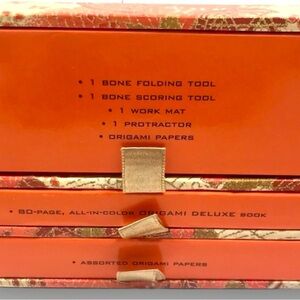 • 1 BONE FOLDING TOOL
• 1 BONE SCORING TOOL
• 1 WORK MAT
• 1 PROTRACTOR
• ORIGAMI PAPERS
• 80-PAGE, ALL-IN-COLOR ORIGAMI DELUXE BOOK
• ASSORTED ORIGAMI PAPERS